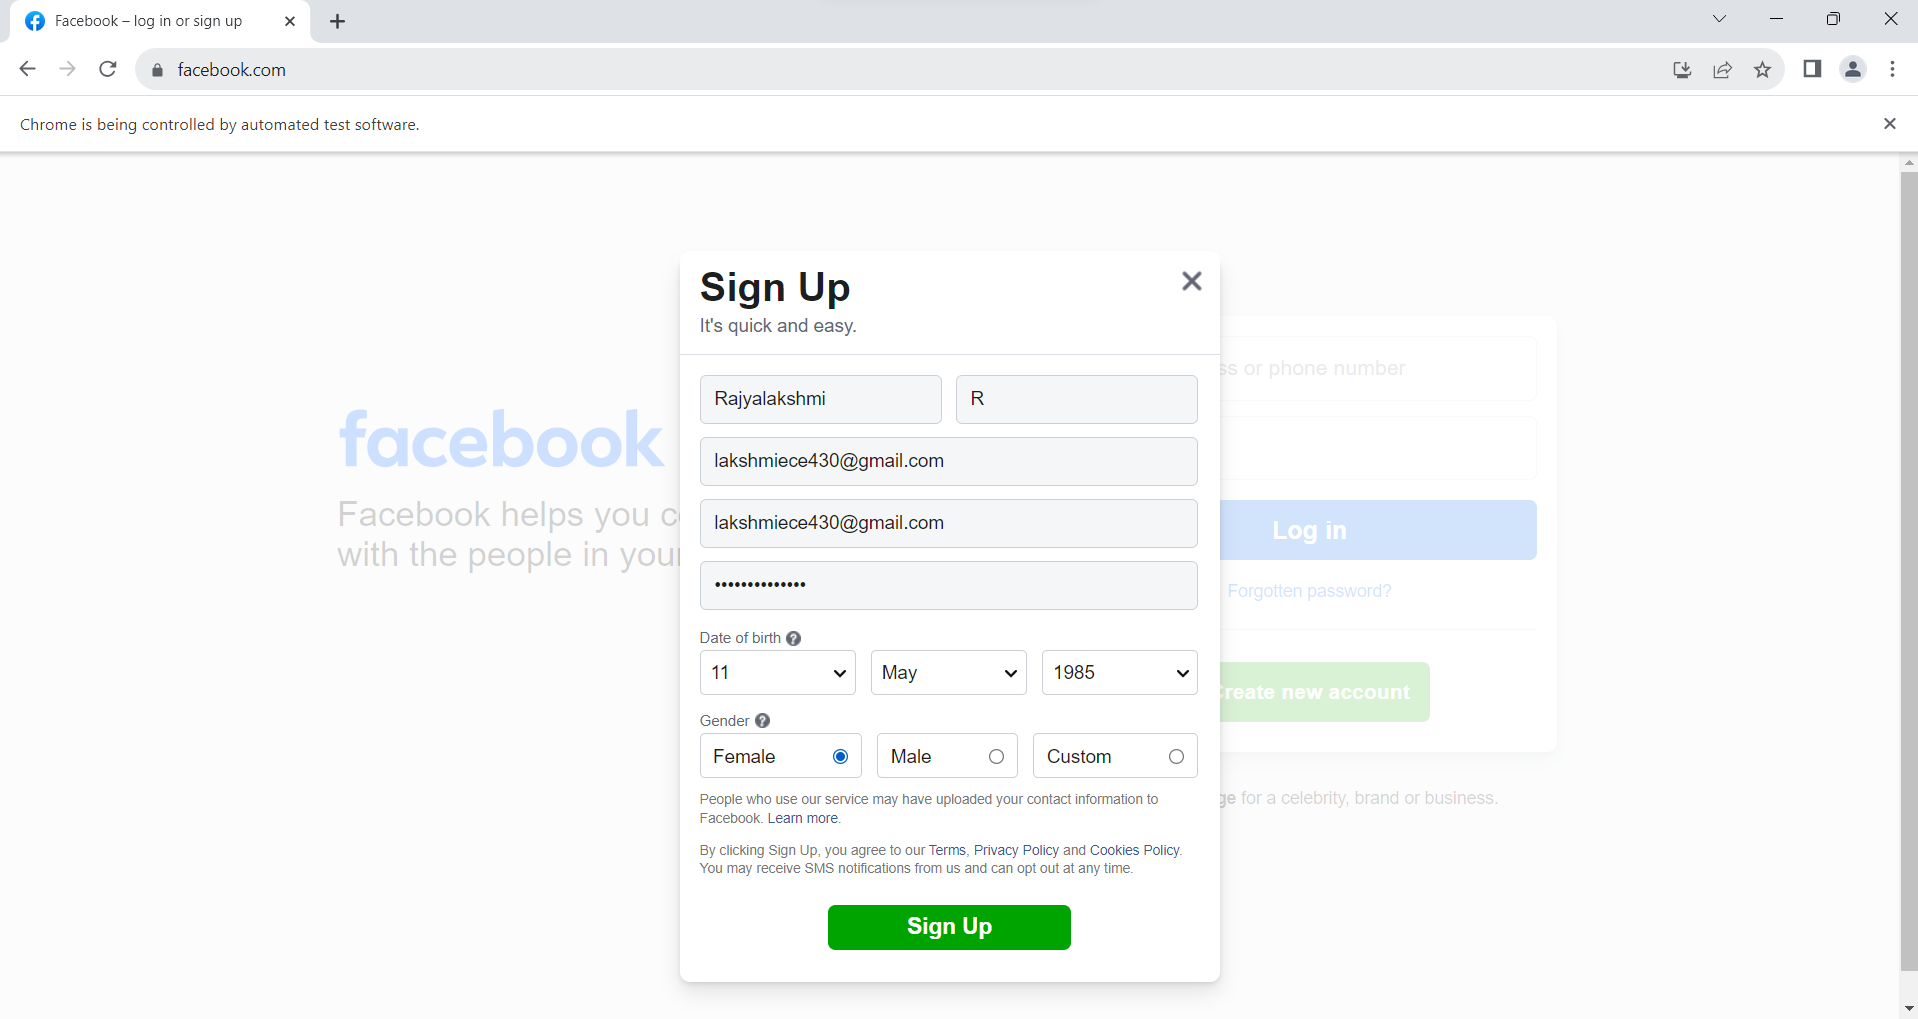 Facebook – log in or sign up
facebook.com
Chrome is being controlled by automated test software.
Sign Up
It's quick and easy.
Rajyalakshmi R
lakshmiece430@gmail.com
lakshmiece430@gmail.com
••••••••••••••
Date of birth ?
11 May 1985
Gender ?
Female Male Custom
People who use our service may have uploaded your contact information to
Facebook. Learn more.
By clicking Sign Up, you agree to our Terms, Privacy Policy and Cookies Policy.
You may receive SMS notifications from us and can opt out at any time.
Sign Up
facebook
Facebook helps you
with the people in your
or phone number
Log in
Forgotten password?
Create new account
for a celebrity, brand or business.